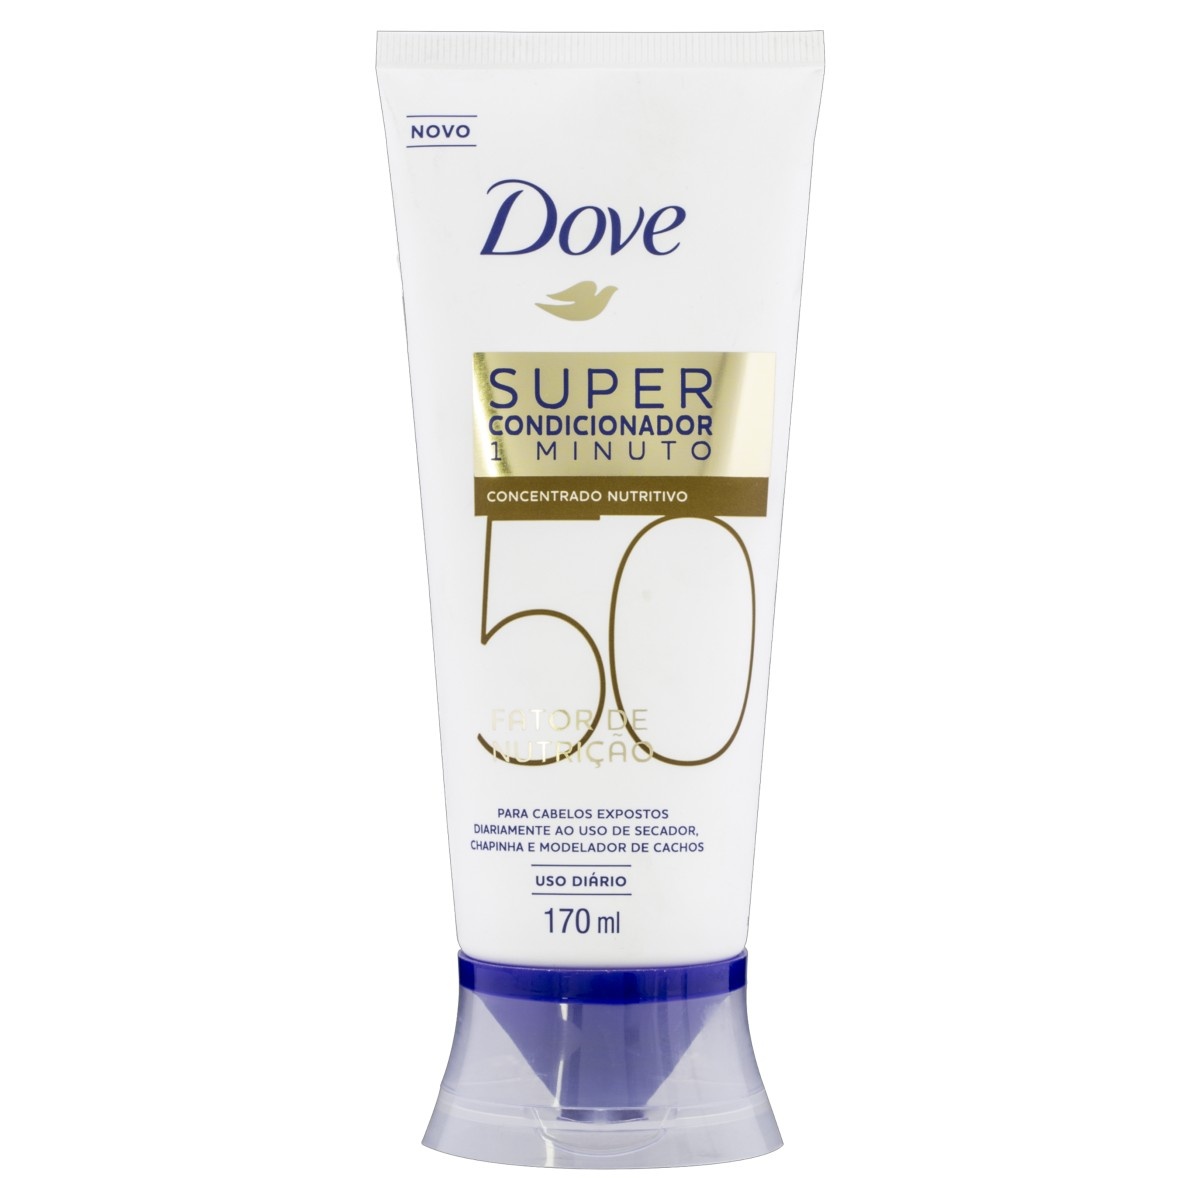 NOVO
Dove
SUPER
CONDICIONADOR
1 MINUTO
CONCENTRADO NUTRITIVO
50
FATOR DE
NUTRIÇÃO
PARA CABELOS EXPOSTOS
DIARIAMENTE AO USO DE SECADOR,
CHAPINHA E MODELADOR DE CACHOS
USO DIÁRIO
170 ml